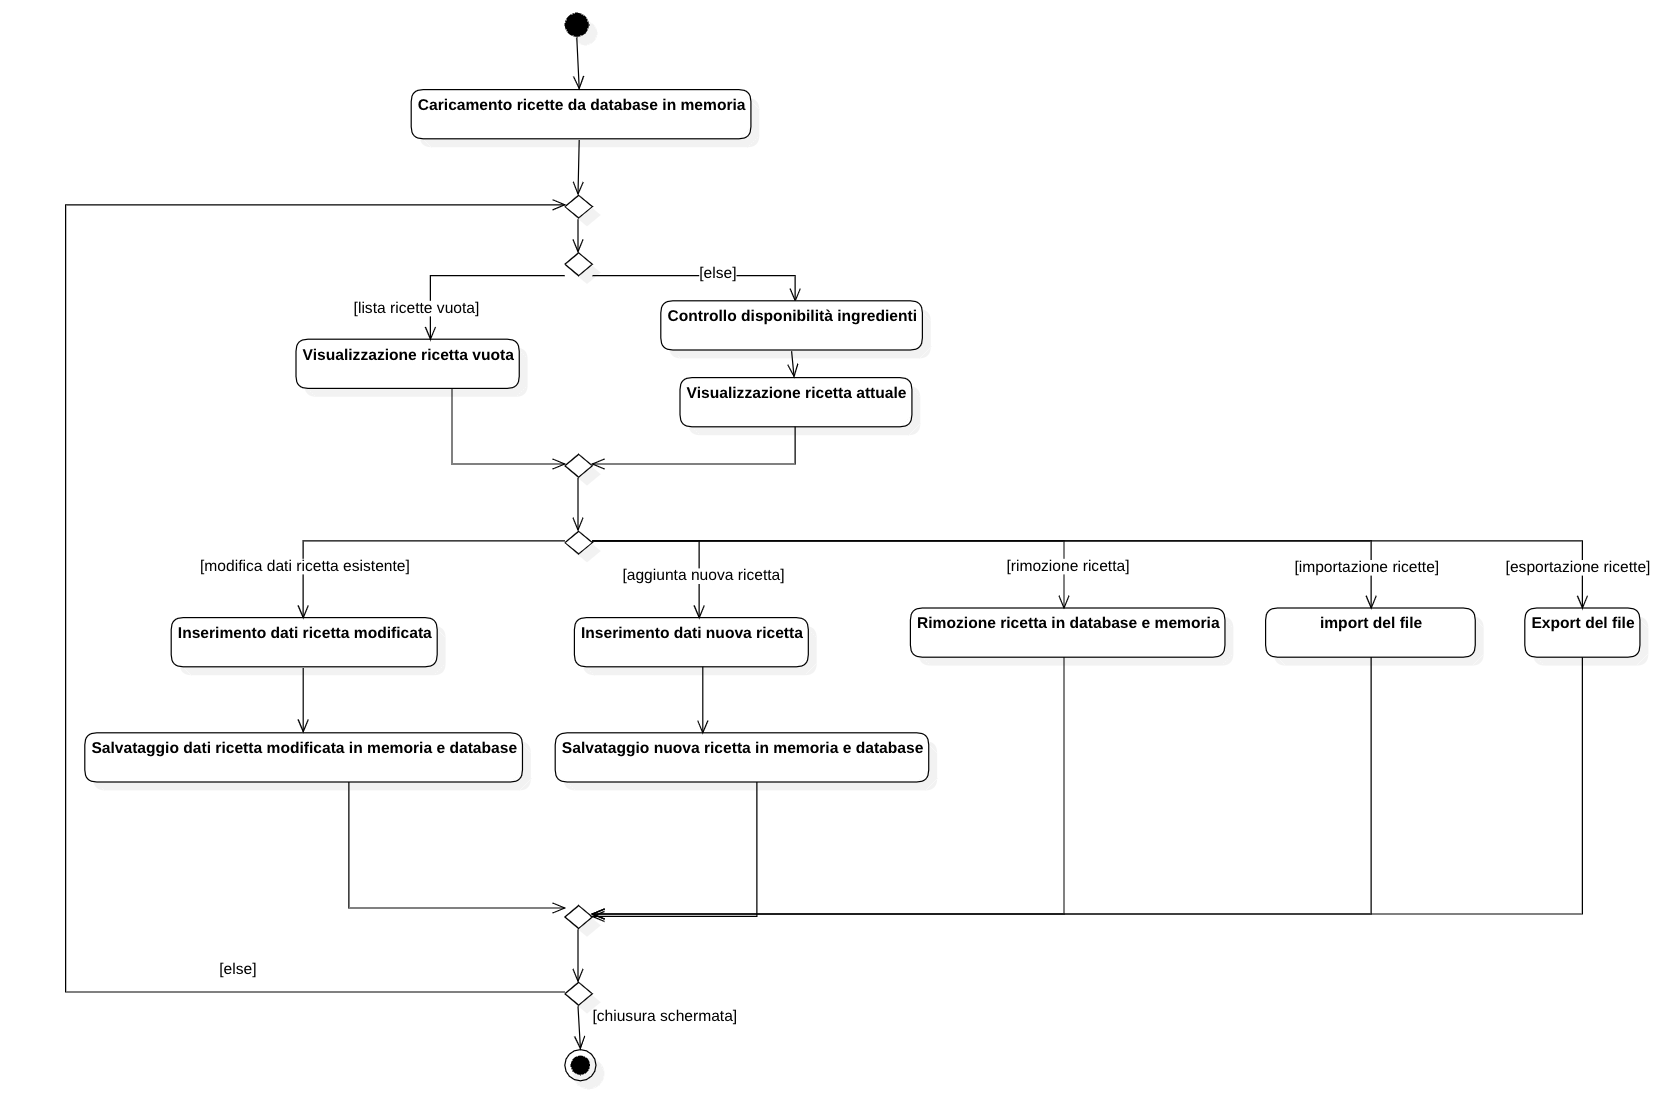 Caricamento ricette da database in memoria
[else]
[lista ricette vuota]
Controllo disponibilità ingredienti
Visualizzazione ricetta vuota
Visualizzazione ricetta attuale
[modifica dati ricetta esistente]
[aggiunta nuova ricetta]
[rimozione ricetta]
[importazione ricette]
[esportazione ricette]
Inserimento dati ricetta modificata
Inserimento dati nuova ricetta
Rimozione ricetta in database e memoria
import del file
Export del file
Salvataggio dati ricetta modificata in memoria e database
Salvataggio nuova ricetta in memoria e database
[else]
[chiusura schermata]